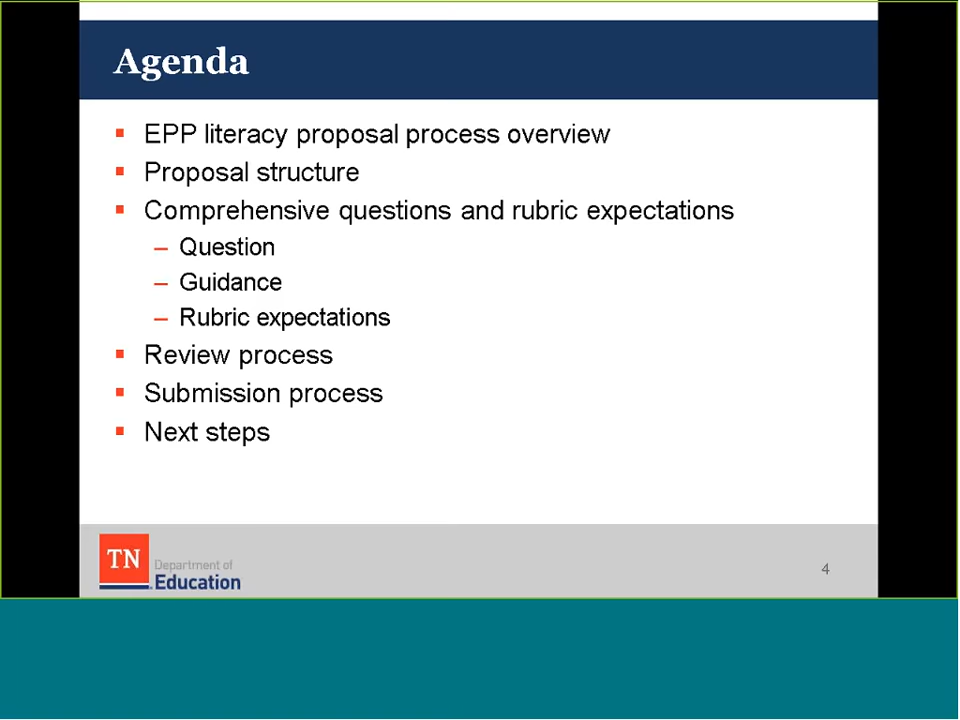 Agenda
▪ EPP literacy proposal process overview
▪ Proposal structure
▪ Comprehensive questions and rubric expectations
– Question
– Guidance
– Rubric expectations
▪ Review process
▪ Submission process
▪ Next steps
TN
Department of
Education
4